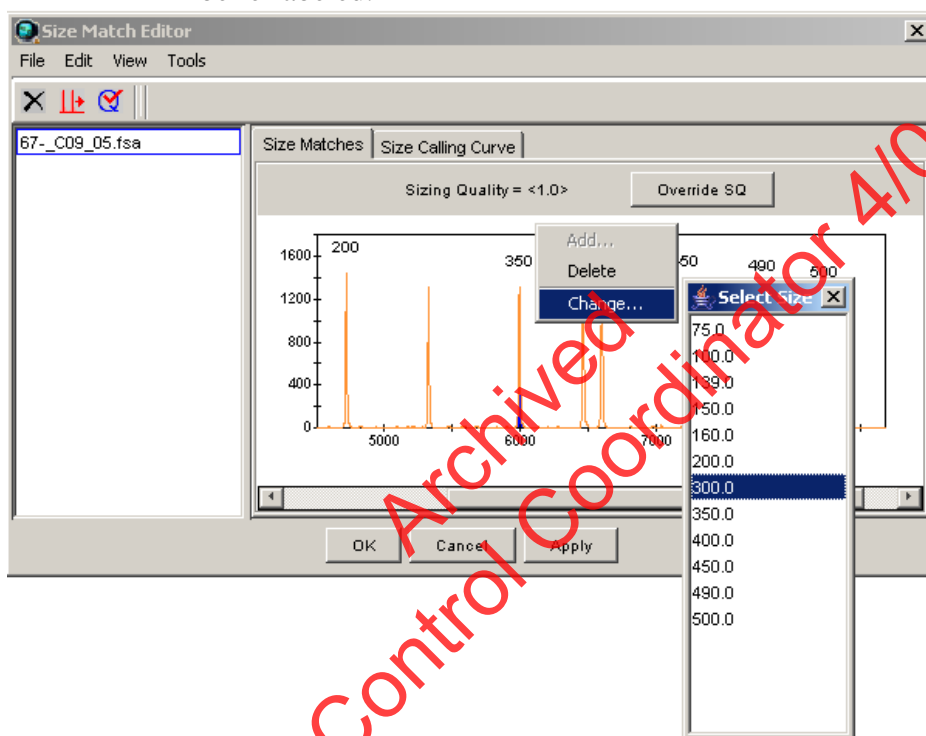 Size Match Editor
File Edit View Tools
67-_C09_05.fsa
Size Matches Size Calling Curve
Sizing Quality = <1.0> Override SQ
200 350 50 490 500
Add...
Delete
Change...
1600
1200
800
400
0
5000 6000 7000
Select Size
75.0
100.0
139.0
150.0
160.0
200.0
300.0
350.0
400.0
450.0
490.0
500.0
OK Cancel Apply
Archived
Control Coordinator 4/0